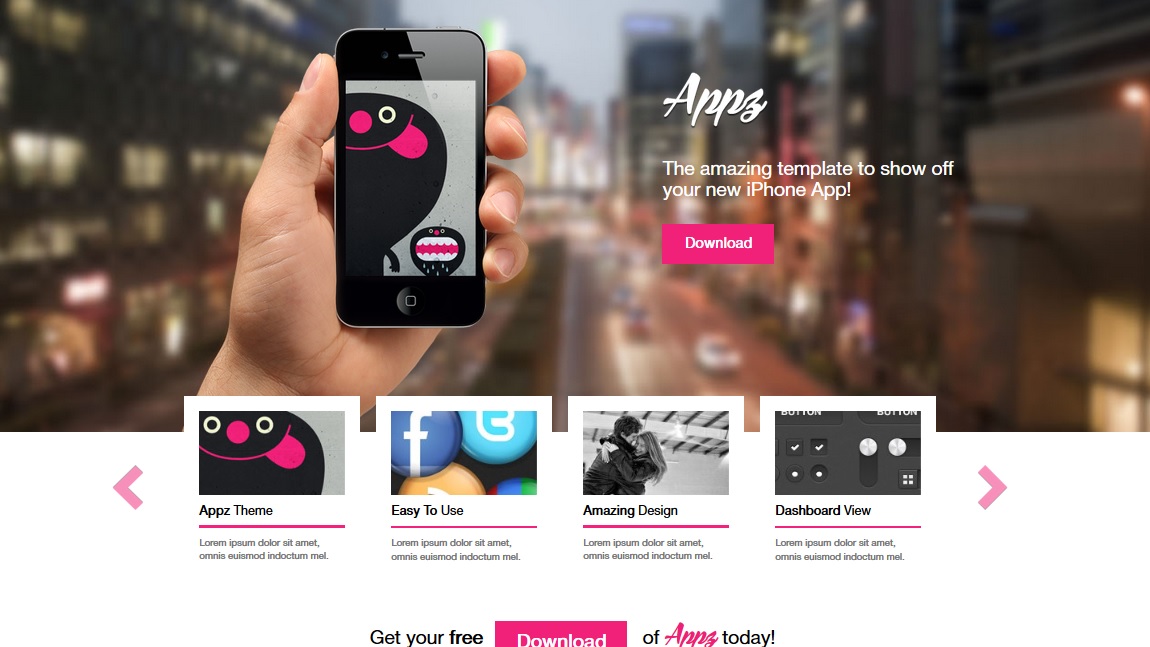 Appz
The amazing template to show off
your new iPhone App!
Download
BUTTON BUTTON
Appz Theme
Easy To Use
Amazing Design
Dashboard View
Lorem ipsum dolor sit amet,
omnis euismod indoctum mel.
Lorem ipsum dolor sit amet,
omnis euismod indoctum mel.
Lorem ipsum dolor sit amet,
omnis euismod indoctum mel.
Lorem ipsum dolor sit amet,
omnis euismod indoctum mel.
Get your free Download of Appz today!